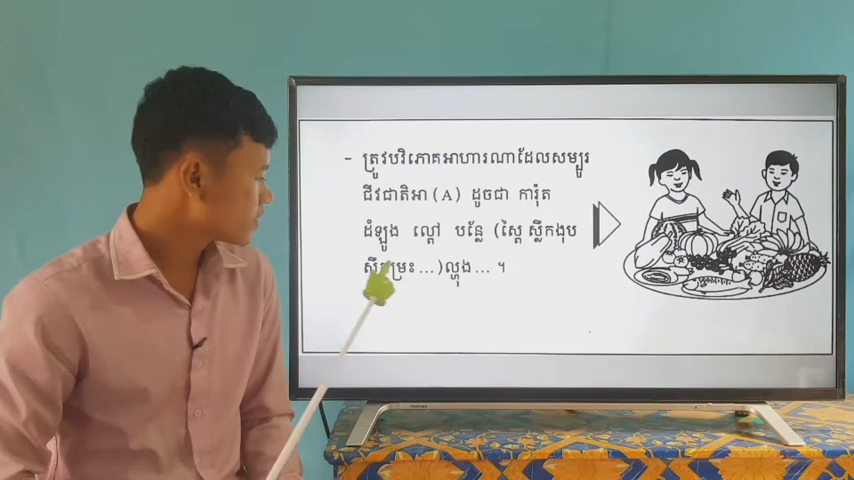 - ត្រូវបរិភោគអាហារណាដែលសម្បូរ
ជីវជាតិអា (A) ដូចជា ការ៉ុត
ដំឡូង ល្ពៅ បន្លែ (ស្ពៃ ស្លឹកងុប
...)ល្ហុង... ។
TOSHIBA